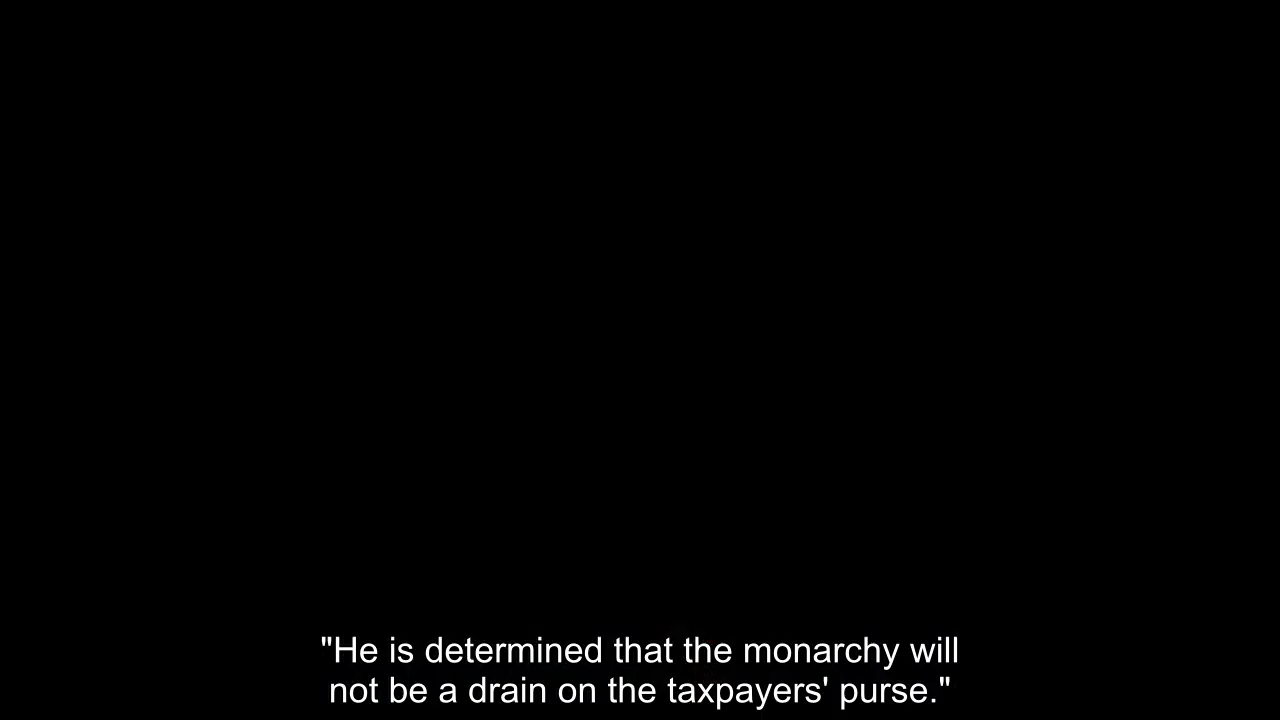 "He is determined that the monarchy will
not be a drain on the taxpayers' purse."